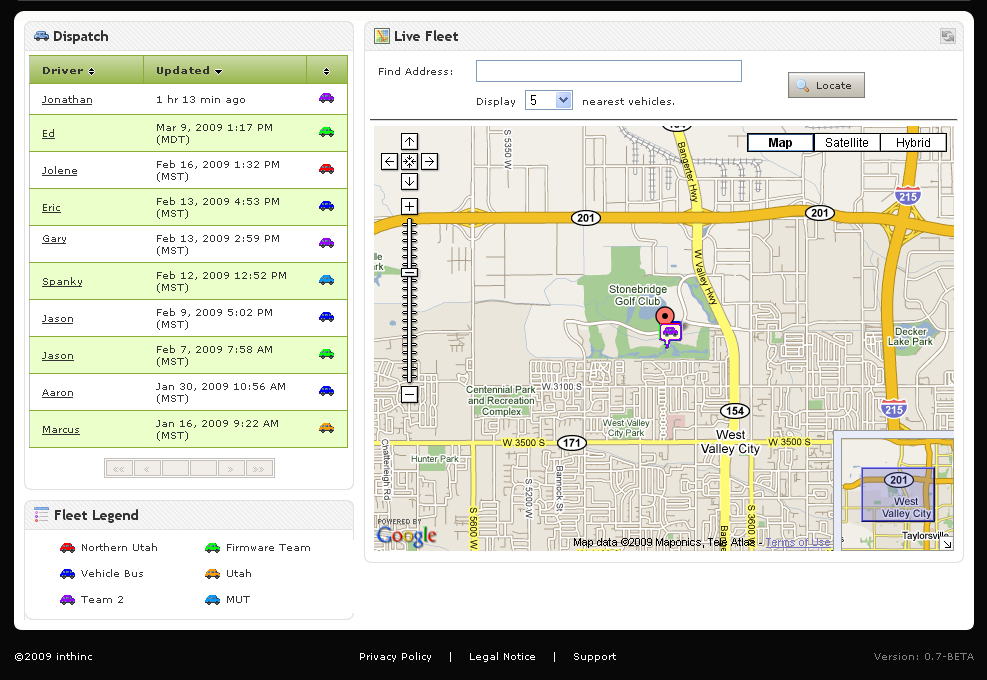 Dispatch
Driver Updated
Jonathan 1 hr 13 min ago
Ed Mar 9, 2009 1:17 PM
(MDT)
Jolene Feb 16, 2009 1:32 PM
(MST)
Eric Feb 13, 2009 4:53 PM
(MST)
Gary Feb 13, 2009 2:59 PM
(MST)
Spanky Feb 12, 2009 12:52 PM
(MST)
Jason Feb 9, 2009 5:02 PM
(MST)
Jason Feb 7, 2009 7:58 AM
(MST)
Aaron Jan 30, 2009 10:56 AM
(MST)
Marcus Jan 16, 2009 9:22 AM
(MST)
<< < > >>
Fleet Legend
Northern Utah Firmware Team
Vehicle Bus Utah
Team 2 MUT
Live Fleet
Find Address:
Locate
Display 5 nearest vehicles.
Map Satellite Hybrid
S 5350 W
Bangerter Hwy
215
201
201
W Valley Hwy
Stonebridge
Golf Club
Decker
Lake Park
W 3100 S
Centennial Park
and Recreation
Complex
154
215
West Valley
City Park
West
Valley City
W 3500 S
171
W 3500 S
Hunter Park
Chatterleigh Rd
S 5600 W
S 5200 W
Bannock St
S 3600 W
201
West
Valley City
Taylorsville
POWERED BY
Google
Map data ©2009 Maponics, Tele Atlas - Terms of Use
©2009 inthinc
Privacy Policy | Legal Notice | Support
Version: 0.7-BETA